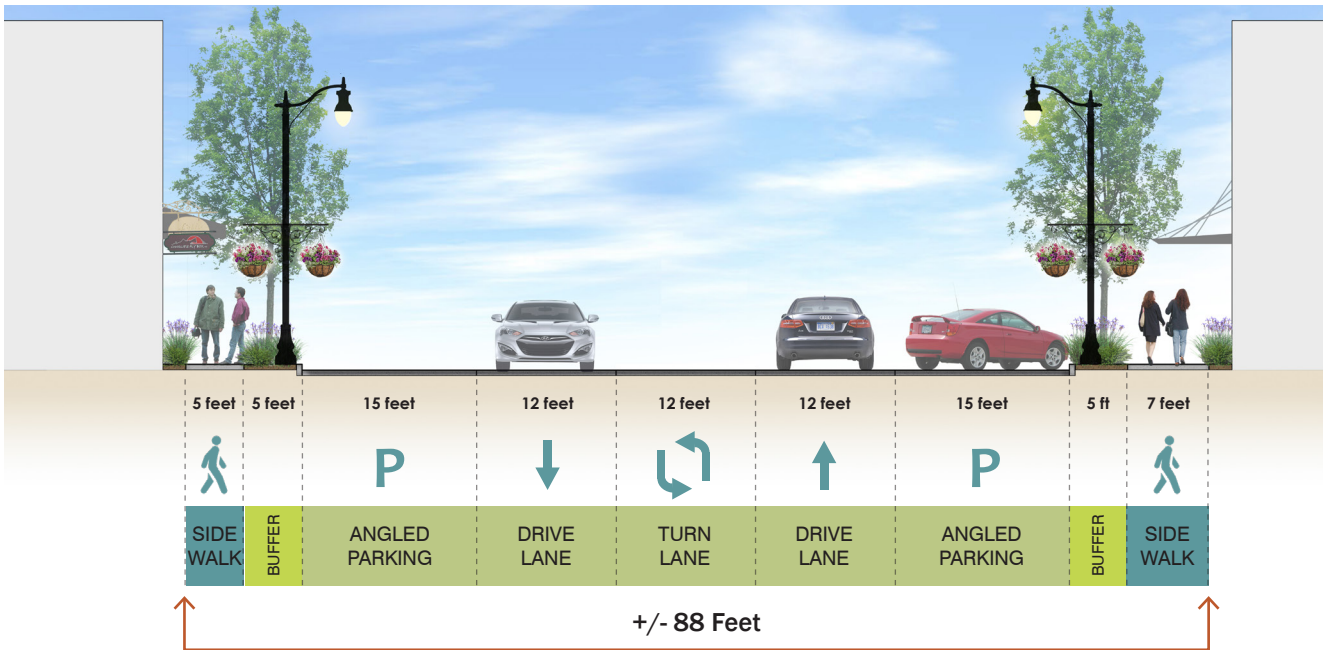 5 feet 5 feet 15 feet 12 feet 12 feet 12 feet 15 feet 5 ft 7 feet
P P
SIDE WALK BUFFER ANGLED PARKING DRIVE LANE TURN LANE DRIVE LANE ANGLED PARKING BUFFER SIDE WALK
+/- 88 Feet